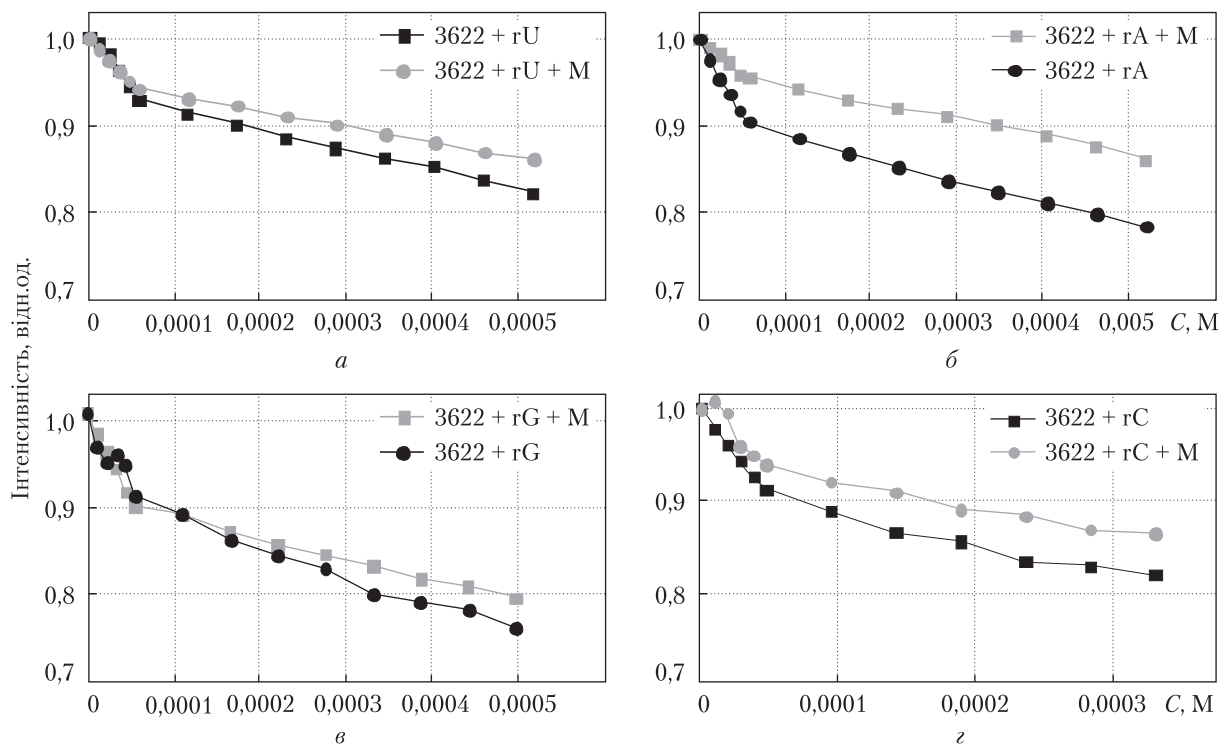 1,0
0,9
0,8
0,7
0
0,0001
0,0002
0,0003
0,0004
0,0005
3622 + rU
3622 + rU + M
а
1,0
0,9
0,8
0,7
0
0,0001
0,0002
0,0003
0,0004
0,005
С, М
3622 + rA + M
3622 + rA
б
Інтенсивність, відн.од.
1,0
0,9
0,8
0,7
0
0,0001
0,0002
0,0003
0,0004
0,0005
3622 + rG + M
3622 + rG
в
1,0
0,9
0,8
0,7
0
0,0001
0,0002
0,0003
С, М
3622 + rC
3622 + rC + M
г